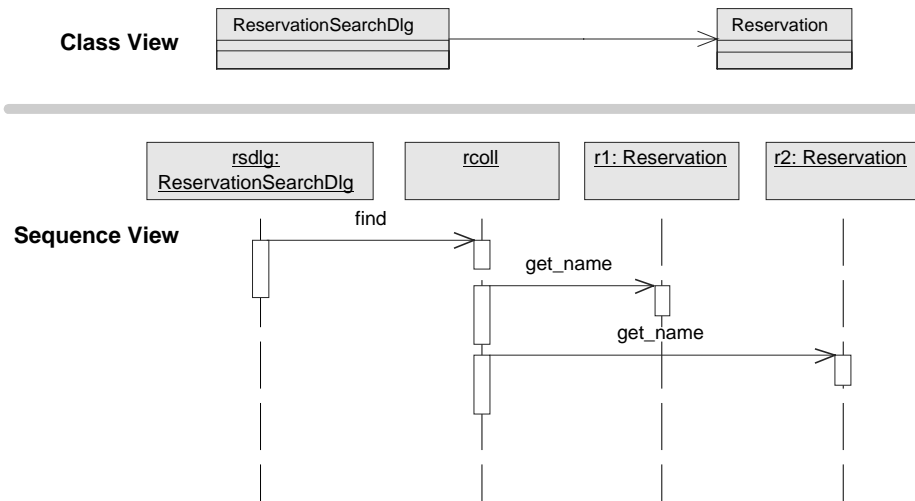 Class View
ReservationSearchDlg
Reservation
rsdlg:
ReservationSearchDlg
rcoll
r1: Reservation
r2: Reservation
Sequence View
find
get_name
get_name